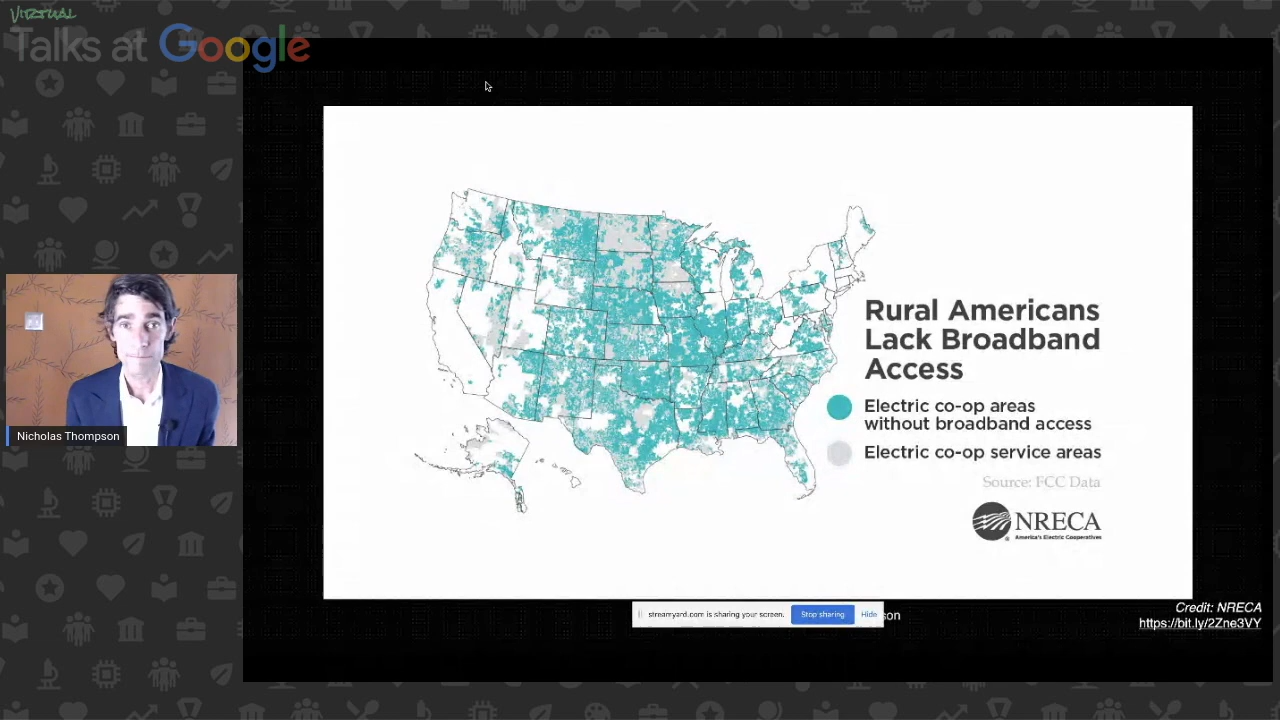 VIRTUAL
Talks at Google
Rural Americans
Lack Broadband
Access
Electric co-op areas
without broadband access
Electric co-op service areas
Source: FCC Data
NRECA
America's Electric Cooperatives
Nicholas Thompson
streamyard.com is sharing your screen.
Stop sharing
Hide
son
Credit: NRECA
https://bit.ly/2Zne3VY